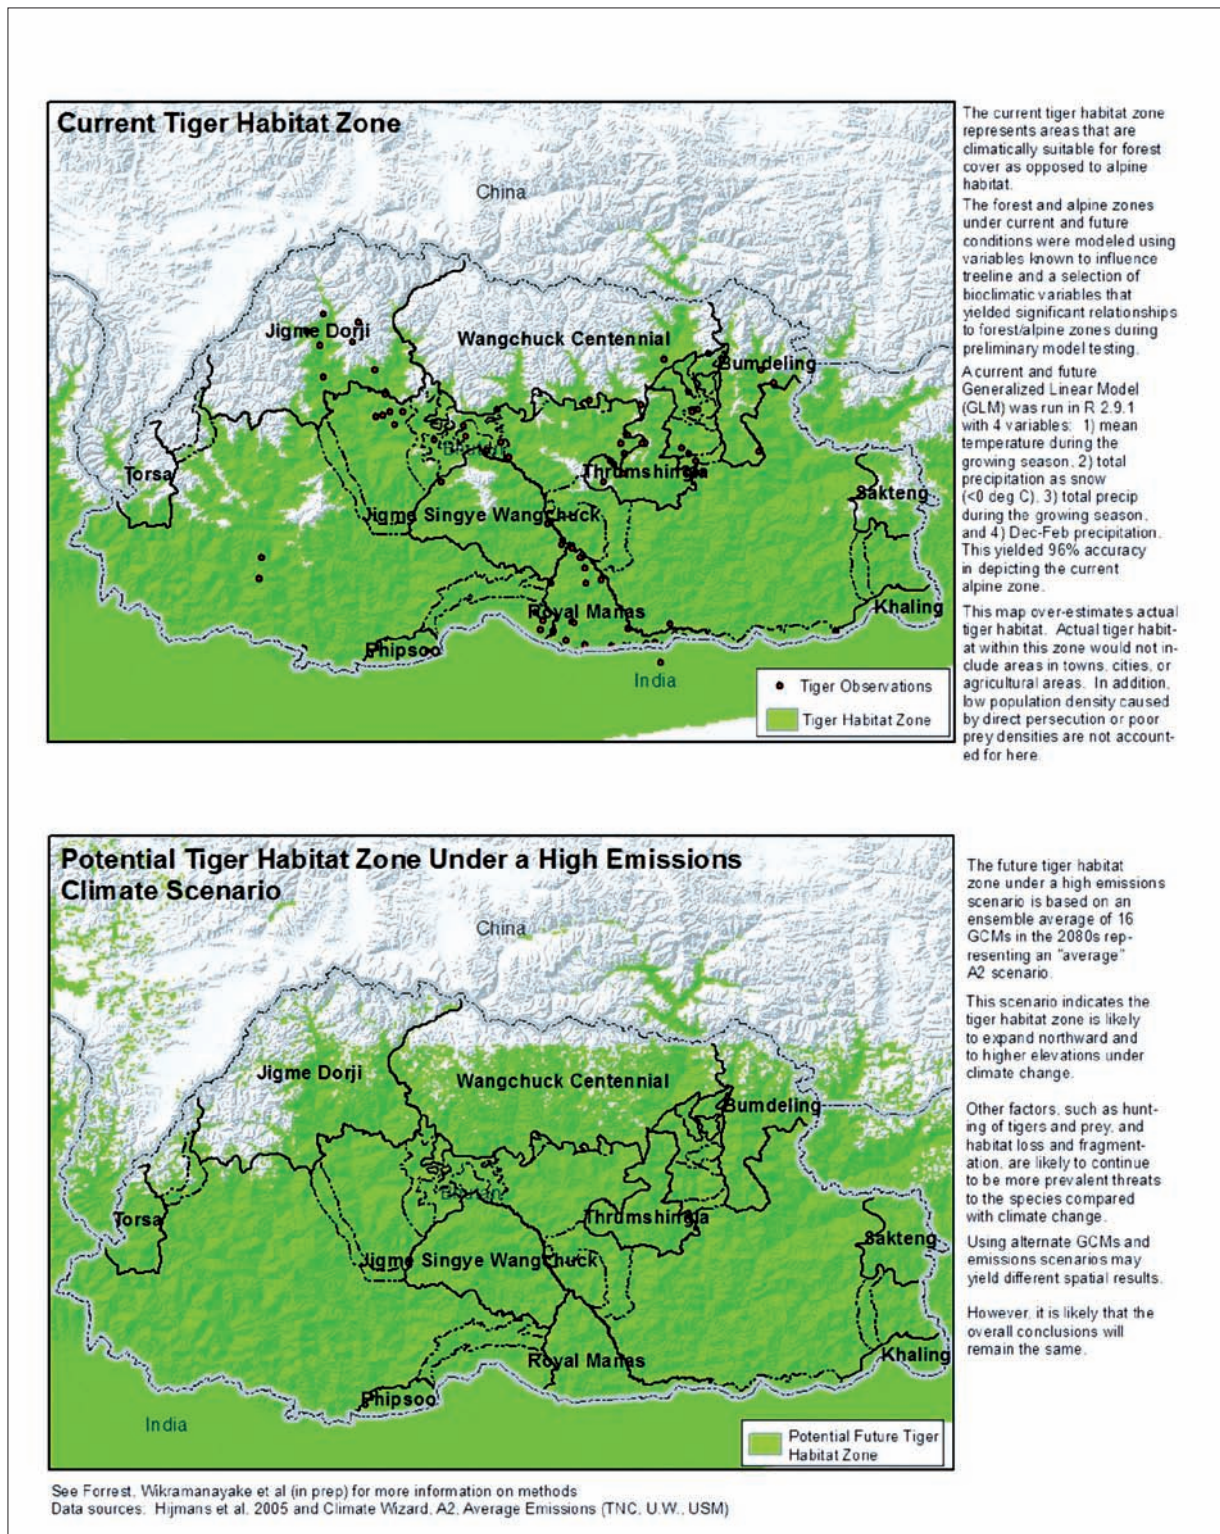 Current Tiger Habitat Zone
China
Jigme Dorji
Wangchuck Centennial
Bumdeling
Bhutan
Torsa
Thrumshingla
Sakteng
Jigme Singye Wangchuck
Royal Manas
Khaling
Phipsoo
India
Tiger Observations
Tiger Habitat Zone
The current tiger habitat zone
represents areas that are
climatically suitable for forest
cover as opposed to alpine
habitat.
The forest and alpine zones
under current and future
conditions were modeled using
variables known to influence
treeline and a selection of
bioclimatic variables that
yielded significant relationships
to forest/alpine zones during
preliminary model testing.
A current and future
Generalized Linear Model
(GLM) was run in R 2.9.1
with 4 variables: 1) mean
temperature during the
growing season, 2) total
precipitation as snow
(<0 deg C), 3) total precip
during the growing season,
and 4) Dec-Feb precipitation.
This yielded 96% accuracy
in depicting the current
alpine zone.
This map over-estimates actual
tiger habitat. Actual tiger habit-
at within this zone would not in-
clude areas in towns, cities, or
agricultural areas. In addition,
low population density caused
by direct persecution or poor
prey densities are not account-
ed for here.
Potential Tiger Habitat Zone Under a High Emissions
Climate Scenario
China
Jigme Dorji
Wangchuck Centennial
Bumdeling
Bhutan
Torsa
Thrumshingla
Sakteng
Jigme Singye Wangchuck
Royal Manas
Khaling
Phipsoo
India
Potential Future Tiger
Habitat Zone
The future tiger habitat
zone under a high emissions
scenario is based on an
ensemble average of 16
GCMs in the 2080s rep-
resenting an "average"
A2 scenario.
This scenario indicates the
tiger habitat zone is likely
to expand northward and
to higher elevations under
climate change.
Other factors, such as hunt-
ing of tigers and prey, and
habitat loss and fragment-
ation, are likely to continue
to be more prevalent threats
to the species compared
with climate change.
Using alternate GCMs and
emissions scenarios may
yield different spatial results.
However, it is likely that the
overall conclusions will
remain the same.
See Forrest, Wikramanayake et al (in prep) for more information on methods
Data sources: Hijmans et al. 2005 and Climate Wizard, A2, Average Emissions (TNC, U.W., USM)